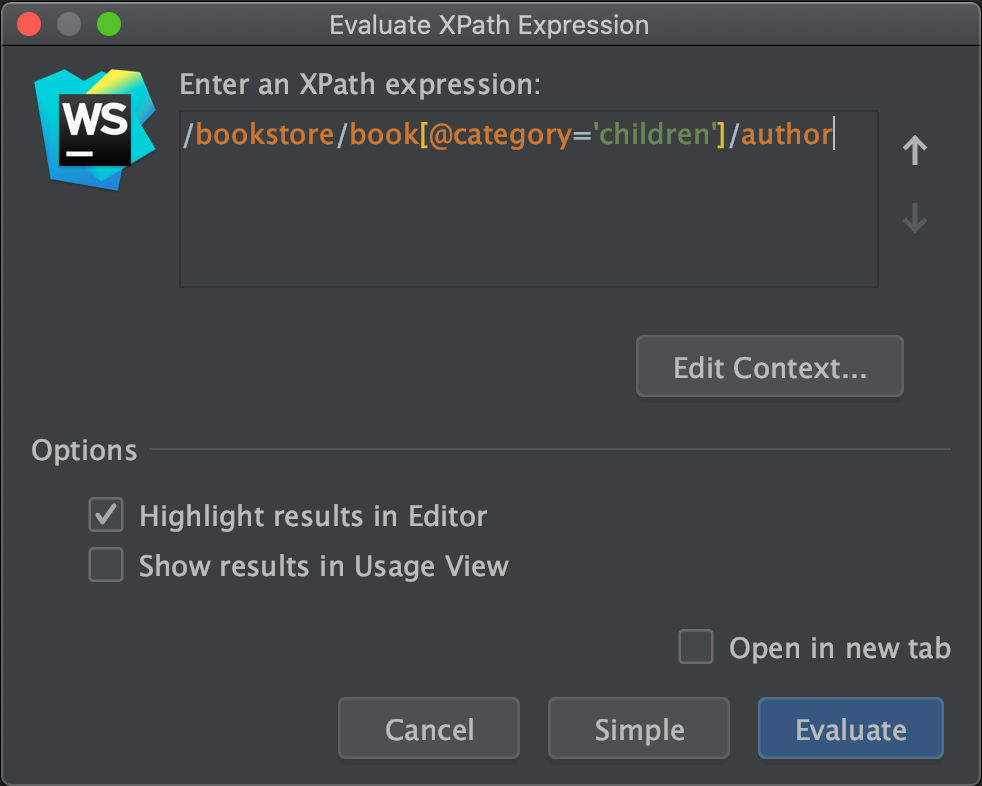 Evaluate XPath Expression
WS
Enter an XPath expression:
/bookstore/book[@category='children']/author
Edit Context...
Options
Highlight results in Editor
Show results in Usage View
Open in new tab
Cancel
Simple
Evaluate